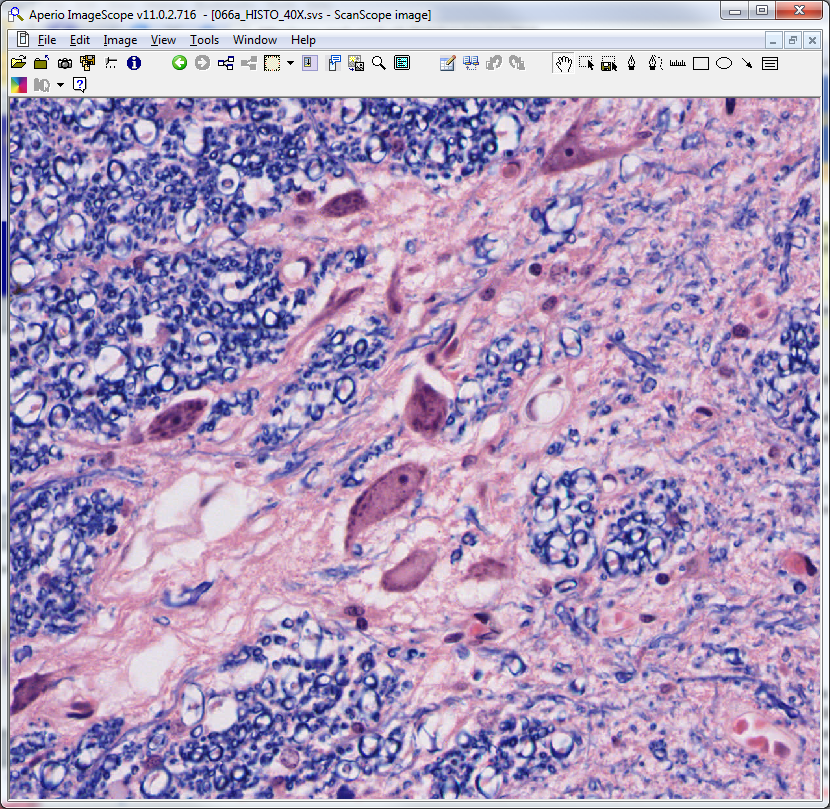 Aperio ImageScope v11.0.2.716 - [066a_HISTO_40X.svs - ScanScope image]
File Edit Image View Tools Window Help